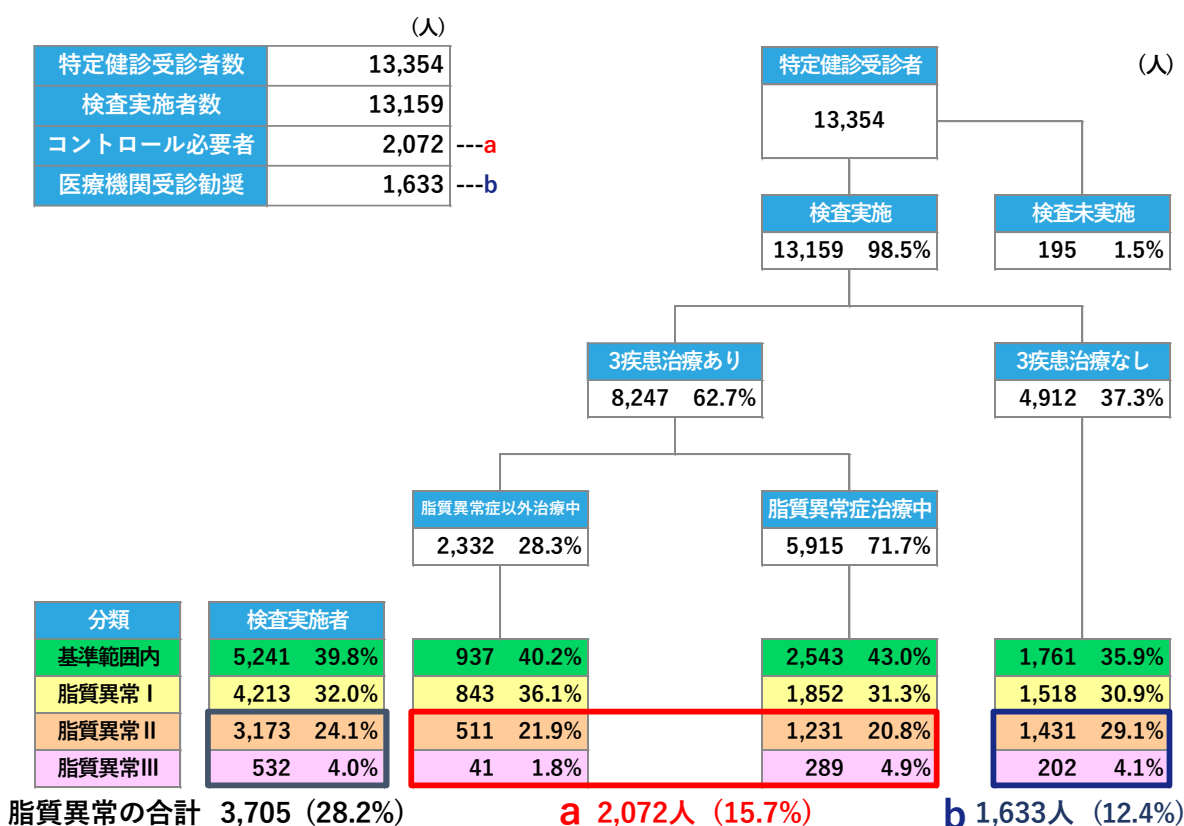 （人）
特定健診受診者数 13,354
検査実施者数 13,159
コントロール必要者 2,072 ---a
医療機関受診勧奨 1,633 ---b
特定健診受診者 （人）
13,354
検査実施 検査未実施
13,159 98.5% 195 1.5%
3疾患治療あり 3疾患治療なし
8,247 62.7% 4,912 37.3%
脂質異常症以外治療中 脂質異常症治療中
2,332 28.3% 5,915 71.7%
分類 検査実施者
基準範囲内 5,241 39.8% 937 40.2% 2,543 43.0% 1,761 35.9%
脂質異常Ⅰ 4,213 32.0% 843 36.1% 1,852 31.3% 1,518 30.9%
脂質異常Ⅱ 3,173 24.1% 511 21.9% 1,231 20.8% 1,431 29.1%
脂質異常Ⅲ 532 4.0% 41 1.8% 289 4.9% 202 4.1%
脂質異常の合計 3,705（28.2%） a 2,072人（15.7%） b 1,633人（12.4%）